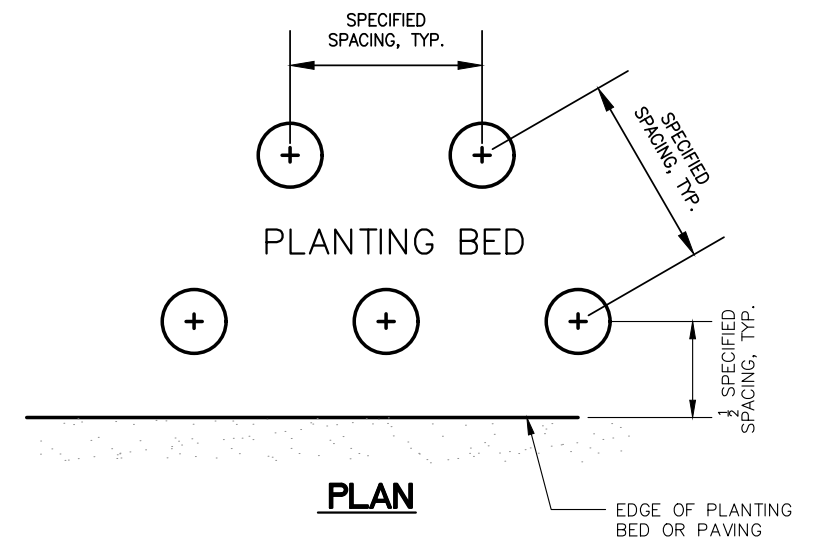 SPECIFIED
SPACING, TYP.
SPECIFIED
SPACING, TYP.
PLANTING BED
½ SPECIFIED
SPACING, TYP.
PLAN
EDGE OF PLANTING
BED OR PAVING